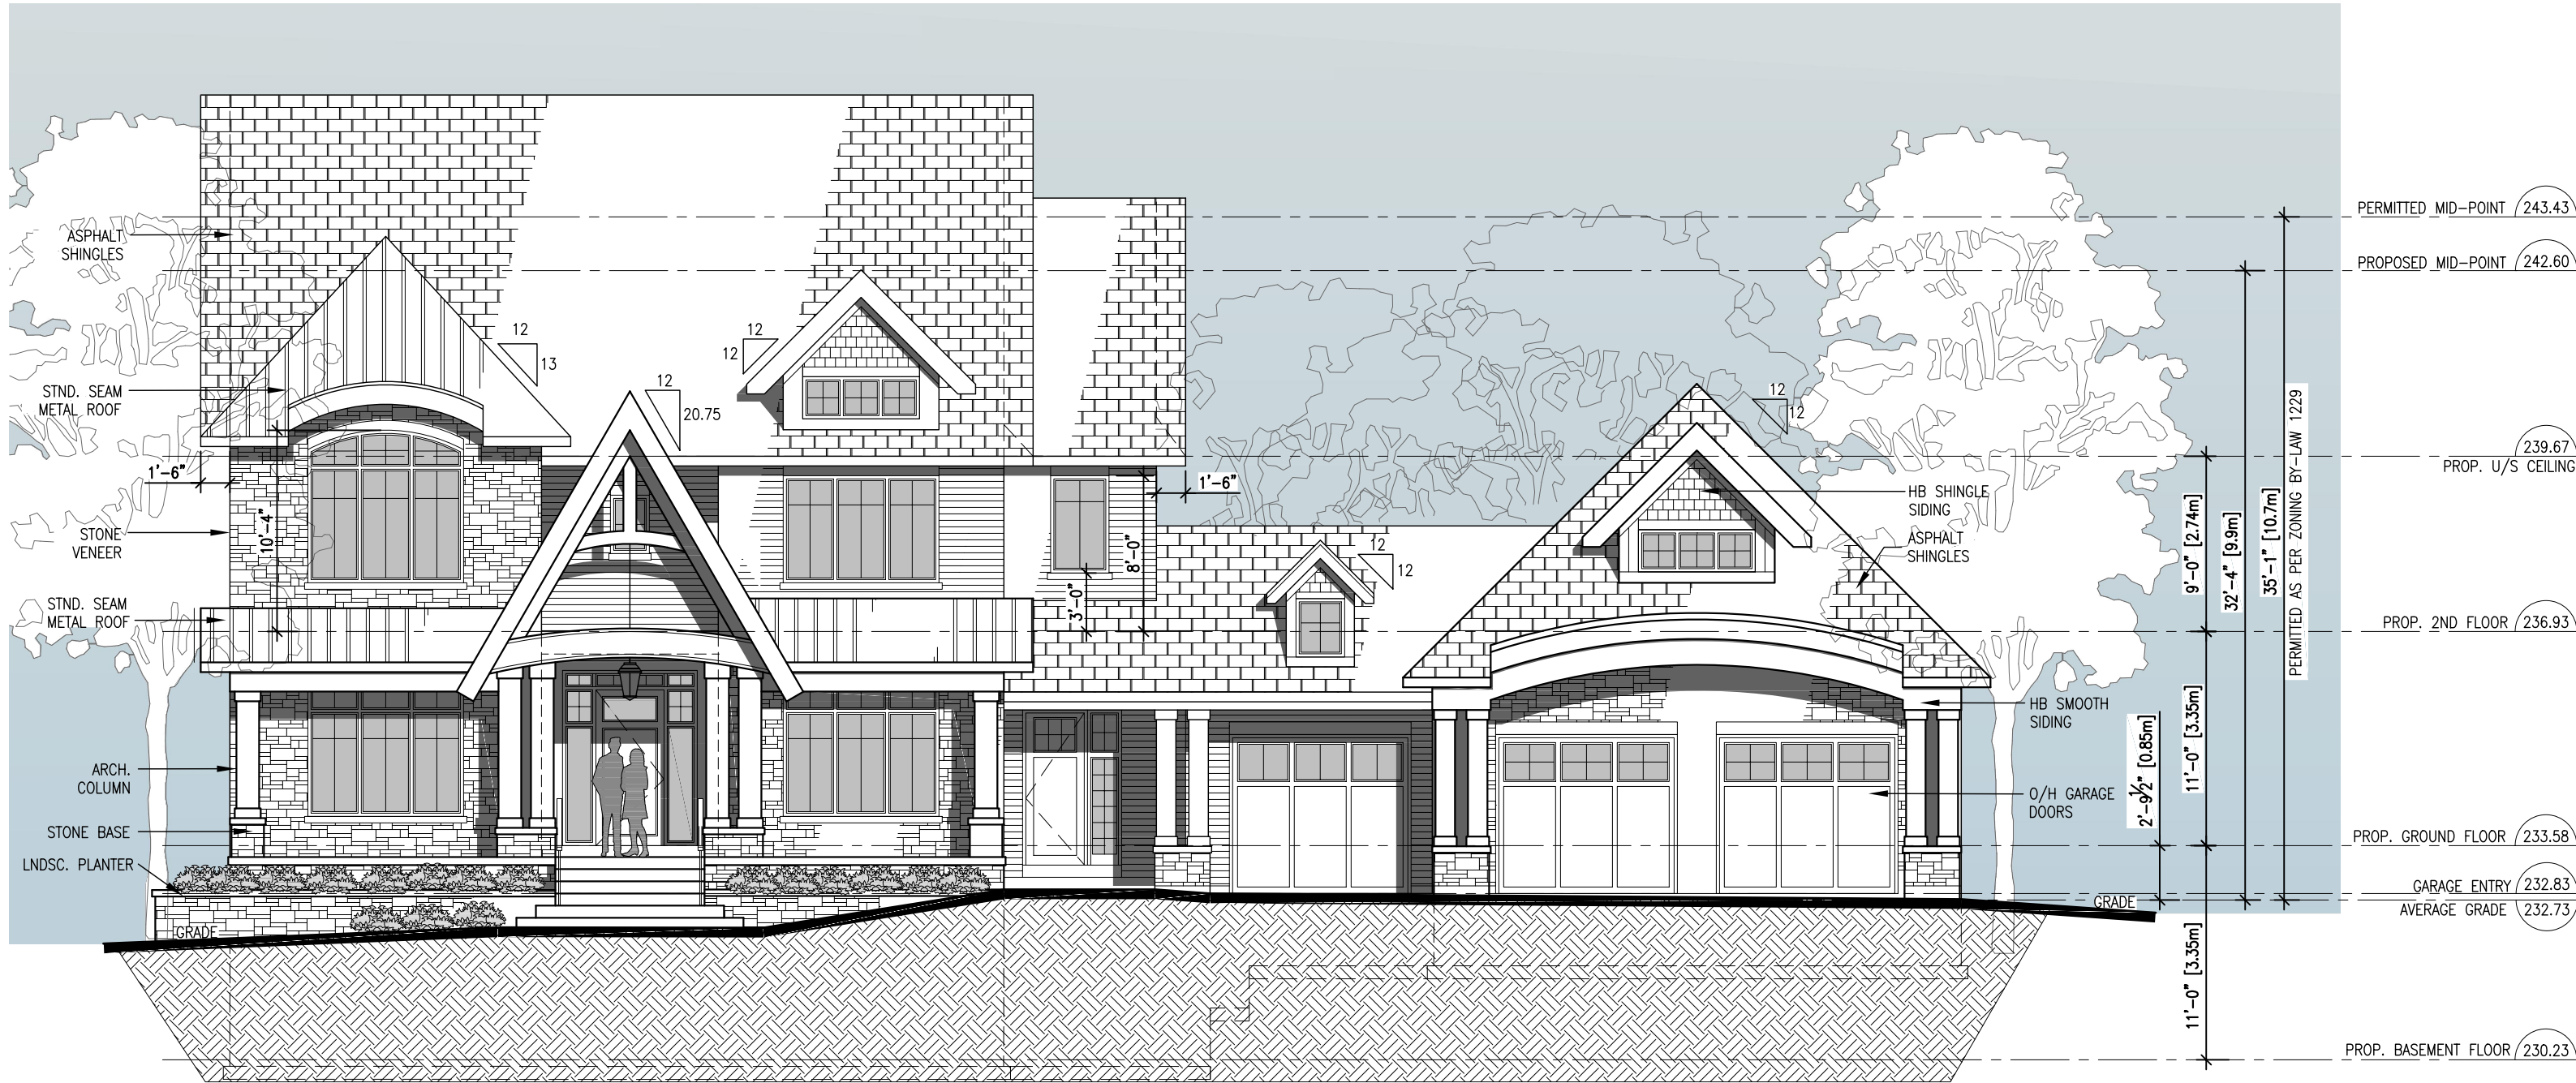 ASPHALT
SHINGLES
STND. SEAM
METAL ROOF
1'-6"
STONE
VENEER
10'-4"
STND. SEAM
METAL ROOF
ARCH.
COLUMN
STONE BASE
LNDSC. PLANTER
GRADE
12
13
12
20.75
12
12
1'-6"
8'-0"
3'-0"
12
12
12
12
HB SHINGLE
SIDING
ASPHALT
SHINGLES
HB SMOOTH
SIDING
O/H GARAGE
DOORS
GRADE
2'-9½" [0.85m]
9'-0" [2.74m]
11'-0" [3.35m]
11'-0" [3.35m]
32'-4" [9.9m]
35'-1" [10.7m]
PERMITTED AS PER ZONING BY-LAW 1229
PERMITTED MID-POINT 243.43
PROPOSED MID-POINT 242.60
239.67
PROP. U/S CEILING
PROP. 2ND FLOOR 236.93
PROP. GROUND FLOOR 233.58
GARAGE ENTRY 232.83
AVERAGE GRADE 232.73
PROP. BASEMENT FLOOR 230.23